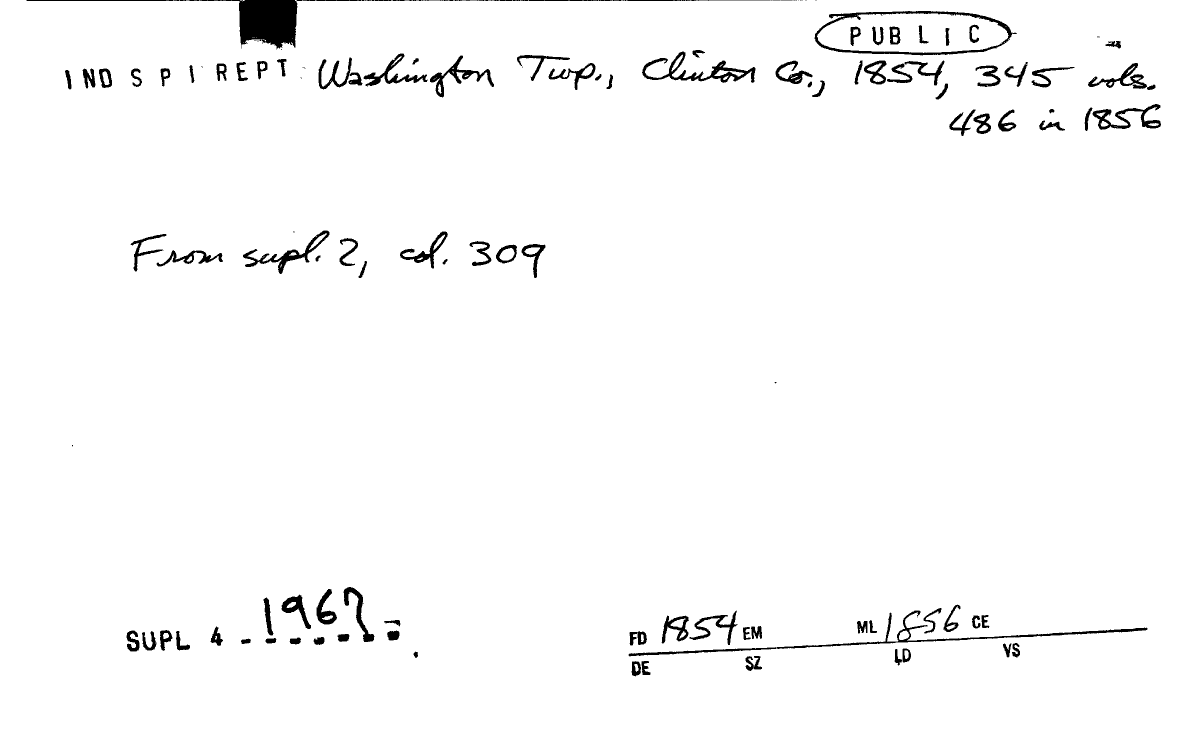 PUBLIC
IND SPI REPT Washington Twp., Clinton Co., 1854, 345 vols.
486 in 1856
From supl. 2, col. 309
SUPL 4 - 1967
FD 1854 EM ML 1856 CE
DE SZ LD VS